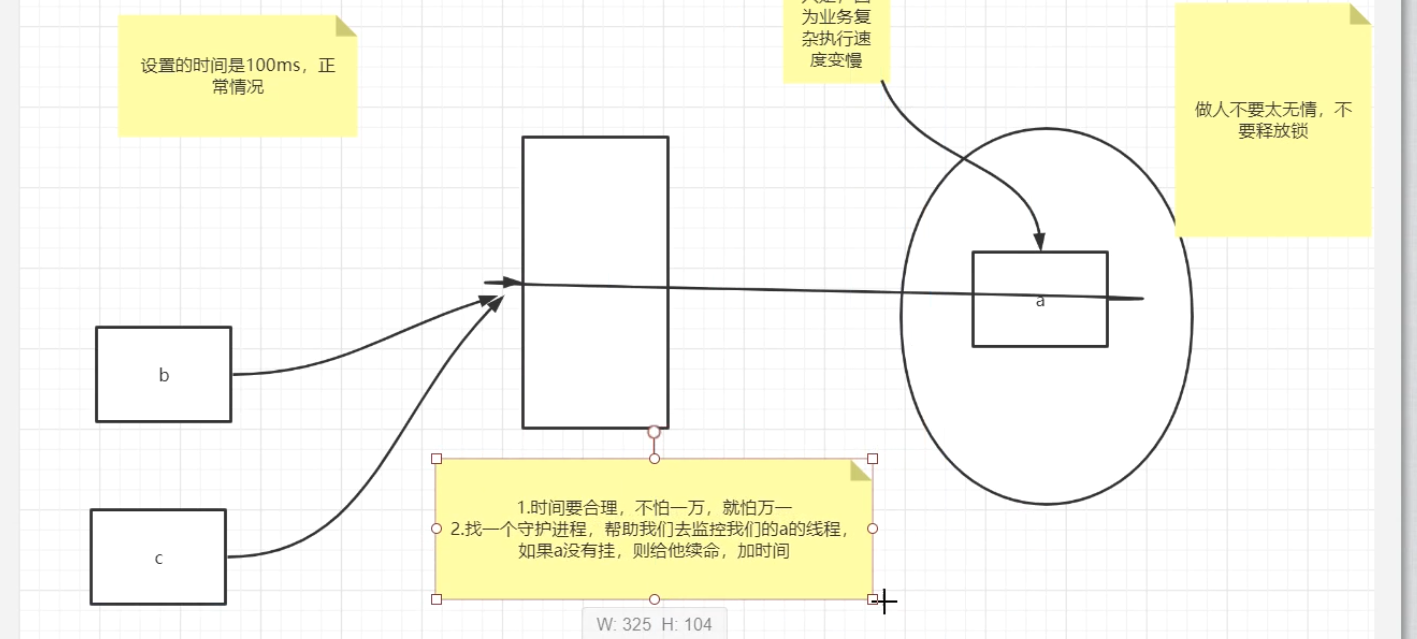 为业务复
杂执行速
度变慢
设置的时间是100ms，正
常情况
做人不要太无情，不
要释放锁
a
b
c
1.时间要合理，不怕一万，就怕万一
2.找一个守护进程，帮助我们去监控我们的a的线程，
如果a没有挂，则给他续命，加时间
W: 325 H: 104